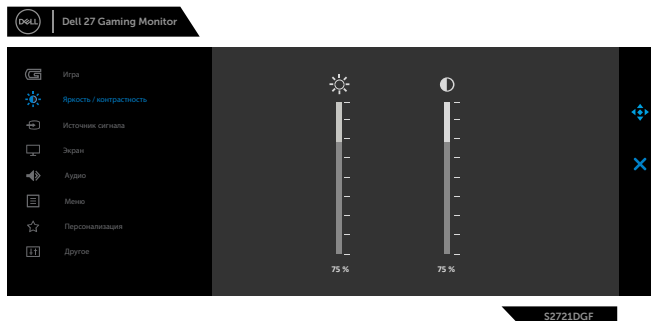 DELL
Dell 27 Gaming Monitor
Игра
Яркость / контрастность
Источник сигнала
Экран
Аудио
Меню
Персонализация
Другое
75 %
75 %
S2721DGF